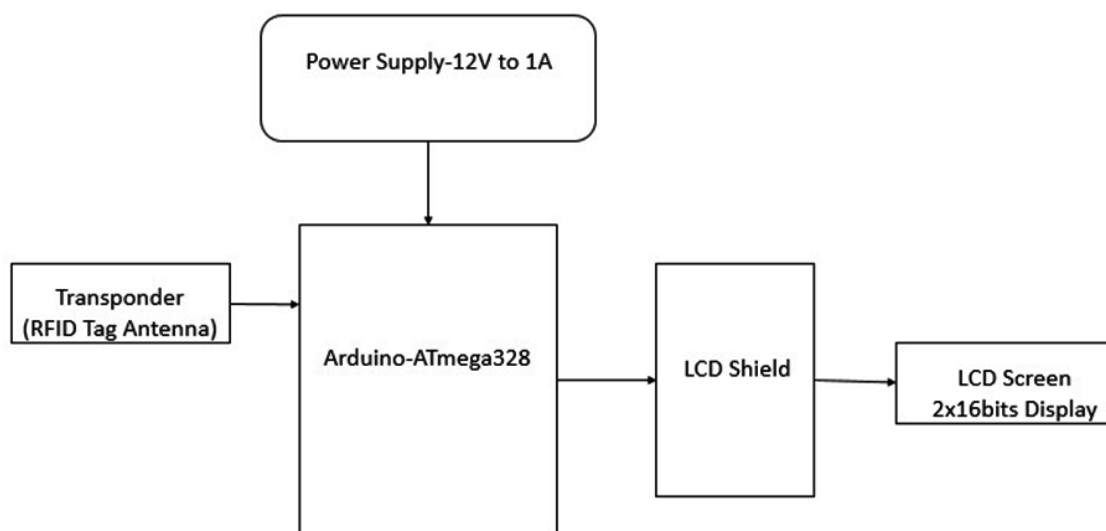 Power Supply-12V to 1A
Transponder
(RFID Tag Antenna)
Arduino-ATmega328
LCD Shield
LCD Screen
2x16bits Display